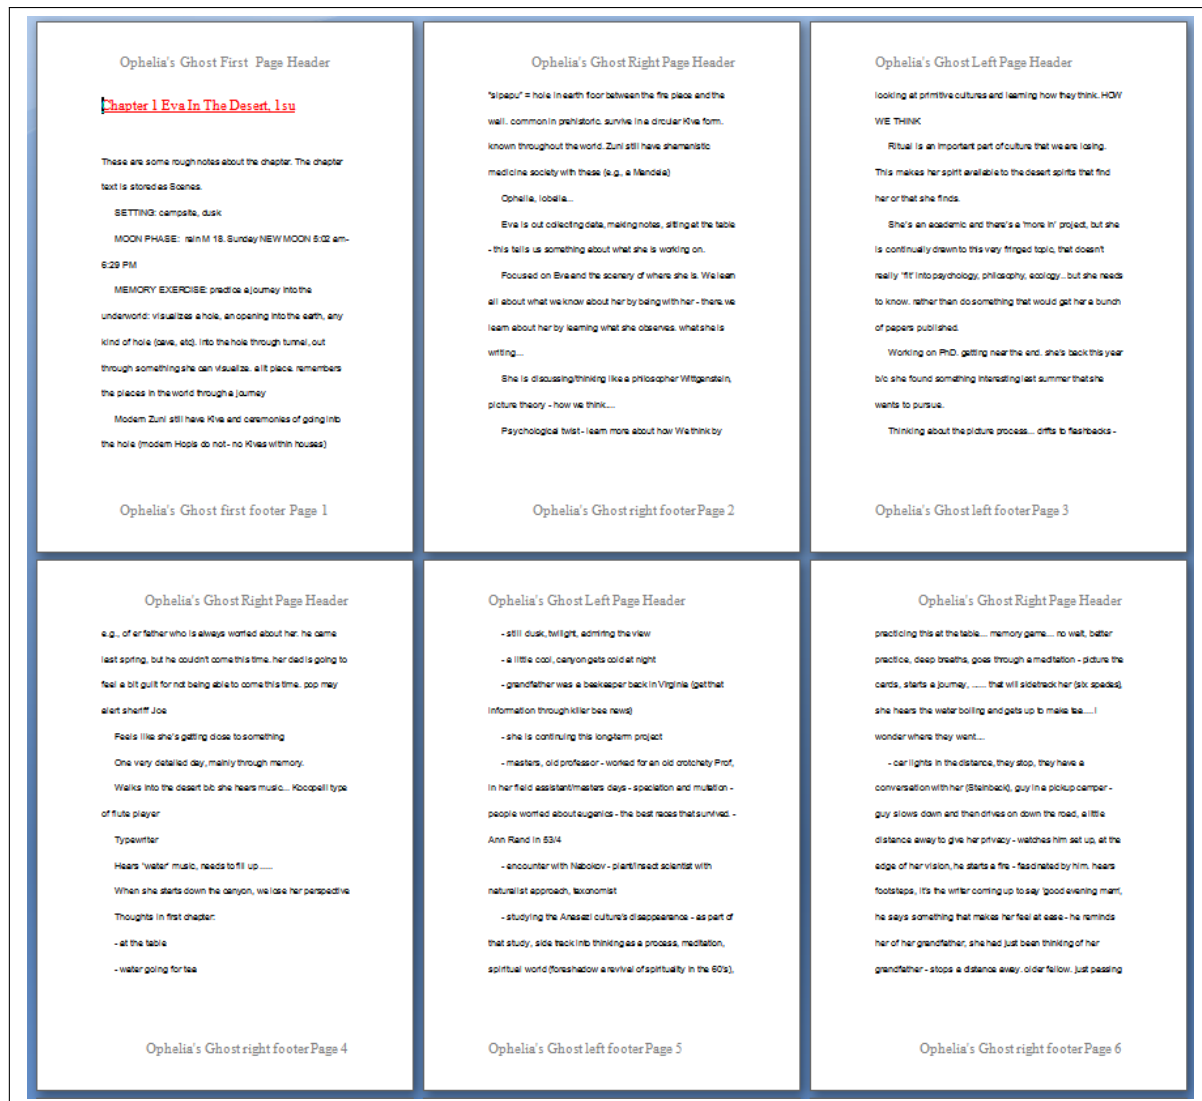 Ophelia's Ghost First  Page Header
Chapter 1 Eva In The Desert, 1su
These are some rough notes about the chapter. The chapter
text is stored as Scenes.
SETTING: campsite, dusk
MOON PHASE:  rain M 18. Sunday NEW MOON 5:02 am-
6:29 PM
MEMORY EXERCISE: practice a journey into the
underworld: visualizes a hole, an opening into the earth, any
kind of hole (cave, etc). into the hole through tunnel, out
through something she can visualize. a lit place. remembers
the places in the world through a journey
Modern Zuni still have Kiva and ceremonies of going into
the hole (modern Hopis do not - no Kivas within houses)
Ophelia's Ghost first footer Page 1
Ophelia's Ghost Right Page Header
"sipapu" = hole in earth floor between the fire place and the
wall. common in prehistoric. survive in a circular Kiva form.
known throughout the world. Zuni still have shamanistic
medicine society with these (e.g., a Mandala)
Ophelia, lobelia...
Eva is out collecting data, making notes, sitting at the table
- this tells us something about what she is working on.
Focused on Eva and the scenery of where she is. We learn
all about what we know about her by being with her - there.we
learn about her by learning what she observes. what she is
writing...
She is discussing/thinking like a philosopher Wittgenstein,
picture theory - how we think....
Psychological twist - learn more about how We think by
Ophelia's Ghost right footer Page 2
Ophelia's Ghost Left Page Header
looking at primitive cultures and learning how they think. HOW
WE THINK
Ritual is an important part of culture that we are losing.
This makes her spirit available to the desert spirits that find
her or that she finds.
She's an academic and there's a 'more in' project, but she
is continually drawn to this very fringed topic, that doesn't
really "fit" into psychology, philosophy, ecology.. but she needs
to know. rather then do something that would get her a bunch
of papers published.
Working on PhD. getting near the end. she's back this year
b/c she found something interesting last summer that she
wants to pursue.
Thinking about the picture process... drifts to flashbacks -
Ophelia's Ghost left footer Page 3
Ophelia's Ghost Right Page Header
e.g., of er father who is always worried about her. he came
last spring, but he couldn't come this time. her dad is going to
feel a bit guilt for not being able to come this time. pop may
alert sheriff Joe
Feels like she's getting close to something
One very detailed day, mainly through memory.
Walks into the desert b/c she hears music... Kocopelli type
of flute player
Typewriter
Hears 'water' music, needs to fill up .....
When she starts down the canyon, we lose her perspective
Thoughts in first chapter:
- at the table
- water going for tea
Ophelia's Ghost right footer Page 4
Ophelia's Ghost Left Page Header
- still dusk, twilight, admiring the view
- a little cool, canyon gets cold at night
- grandfather was a beekeeper back in Virginia (get that
information through killer bee news)
- she is continuing this long-term project
- masters, old professor - worked for an old crotchety Prof,
in her field assistant/masters days - speciation and mutation -
people worried about eugenics - the best races that survived. -
Ann Rand in 53/4
- encounter with Nabokov - plant/insect scientist with
naturalist approach, taxonomist
- studying the Anasazi culture's disappearance - as part of
that study, side track into thinking as a process, meditation,
spiritual world (foreshadow a revival of spirituality in the 60's),
Ophelia's Ghost left footer Page 5
Ophelia's Ghost Right Page Header
practicing this at the table... memory game... no wait, better
practice, deep breaths, goes through a meditation - picture the
cards, starts a journey, ...... that will sidetrack her (six spades),
she hears the water boiling and gets up to make tea.... I
wonder where they went....
- car lights in the distance, they stop, they have a
conversation with her (Steinbeck), guy in a pickup camper -
guy slows down and then drives on down the road, a little
distance away to give her privacy - watches him set up, at the
edge of her vision, he starts a fire - fascinated by him. hears
footsteps, it's the writer coming up to say 'good evening mam',
he says something that makes her feel at ease - he reminds
her of her grandfather, she had just been thinking of her
grandfather - stops a distance away. older fellow. just passing
Ophelia's Ghost right footer Page 6